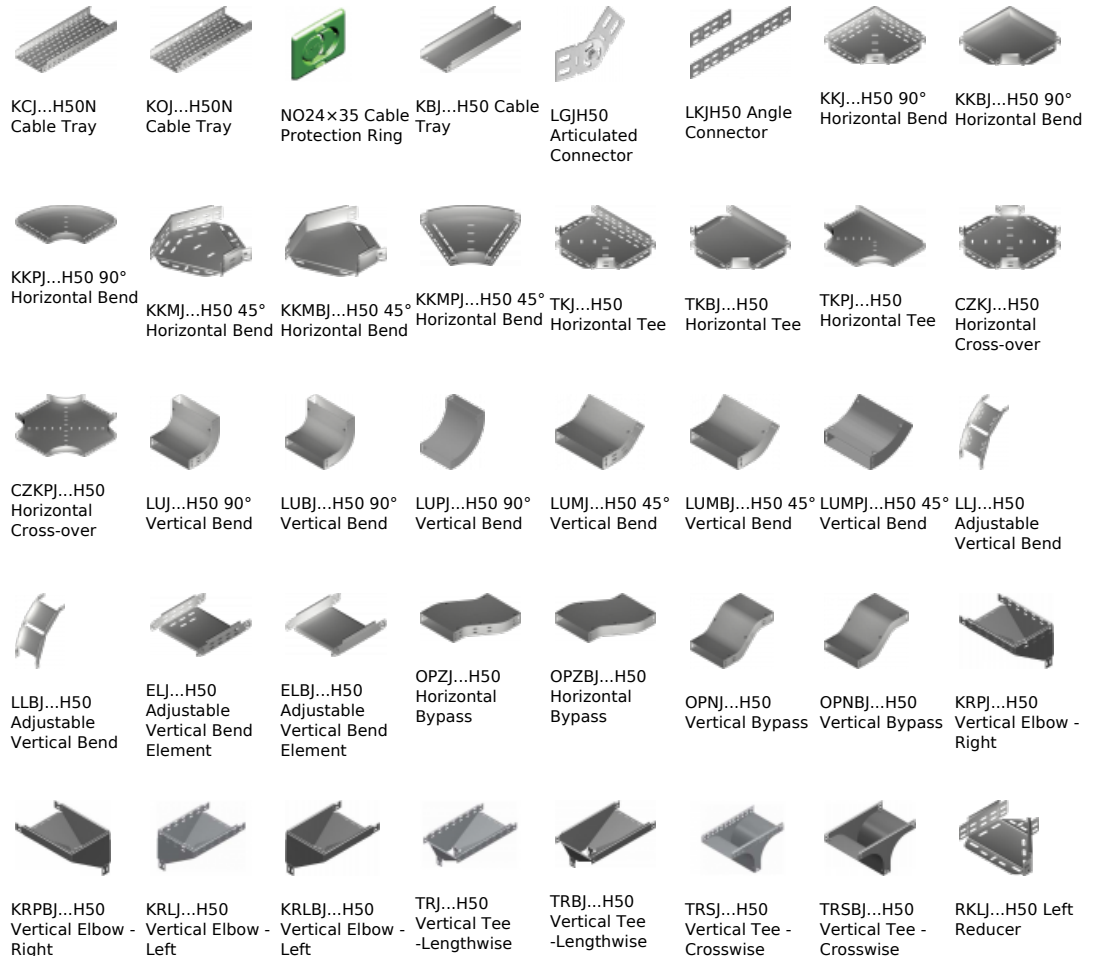 KCJ...H50N
Cable Tray
KOJ...H50N
Cable Tray
NO24×35 Cable
Protection Ring
KBJ...H50 Cable
Tray
LGJH50
Articulated
Connector
LKJH50 Angle
Connector
KKJ...H50 90°
Horizontal Bend
KKBJ...H50 90°
Horizontal Bend
KKPJ...H50 90°
Horizontal Bend
KKMJ...H50 45°
Horizontal Bend
KKMBJ...H50 45°
Horizontal Bend
KKMPJ...H50 45°
Horizontal Bend
TKJ...H50
Horizontal Tee
TKBJ...H50
Horizontal Tee
TKPJ...H50
Horizontal Tee
CZKJ...H50
Horizontal
Cross-over
CZKPJ...H50
Horizontal
Cross-over
LUJ...H50 90°
Vertical Bend
LUBJ...H50 90°
Vertical Bend
LUPJ...H50 90°
Vertical Bend
LUMJ...H50 45°
Vertical Bend
LUMBJ...H50 45°
Vertical Bend
LUMPJ...H50 45°
Vertical Bend
LLJ...H50
Adjustable
Vertical Bend
LLBJ...H50
Adjustable
Vertical Bend
ELJ...H50
Adjustable
Vertical Bend
Element
ELBJ...H50
Adjustable
Vertical Bend
Element
OPZJ...H50
Horizontal
Bypass
OPZBJ...H50
Horizontal
Bypass
OPNJ...H50
Vertical Bypass
OPNBJ...H50
Vertical Bypass
KRPJ...H50
Vertical Elbow -
Right
KRPBJ...H50
Vertical Elbow -
Right
KRLJ...H50
Vertical Elbow -
Left
KRLBJ...H50
Vertical Elbow -
Left
TRJ...H50
Vertical Tee
-Lengthwise
TRBJ...H50
Vertical Tee
-Lengthwise
TRSJ...H50
Vertical Tee -
Crosswise
TRSBJ...H50
Vertical Tee -
Crosswise
RKLJ...H50 Left
Reducer